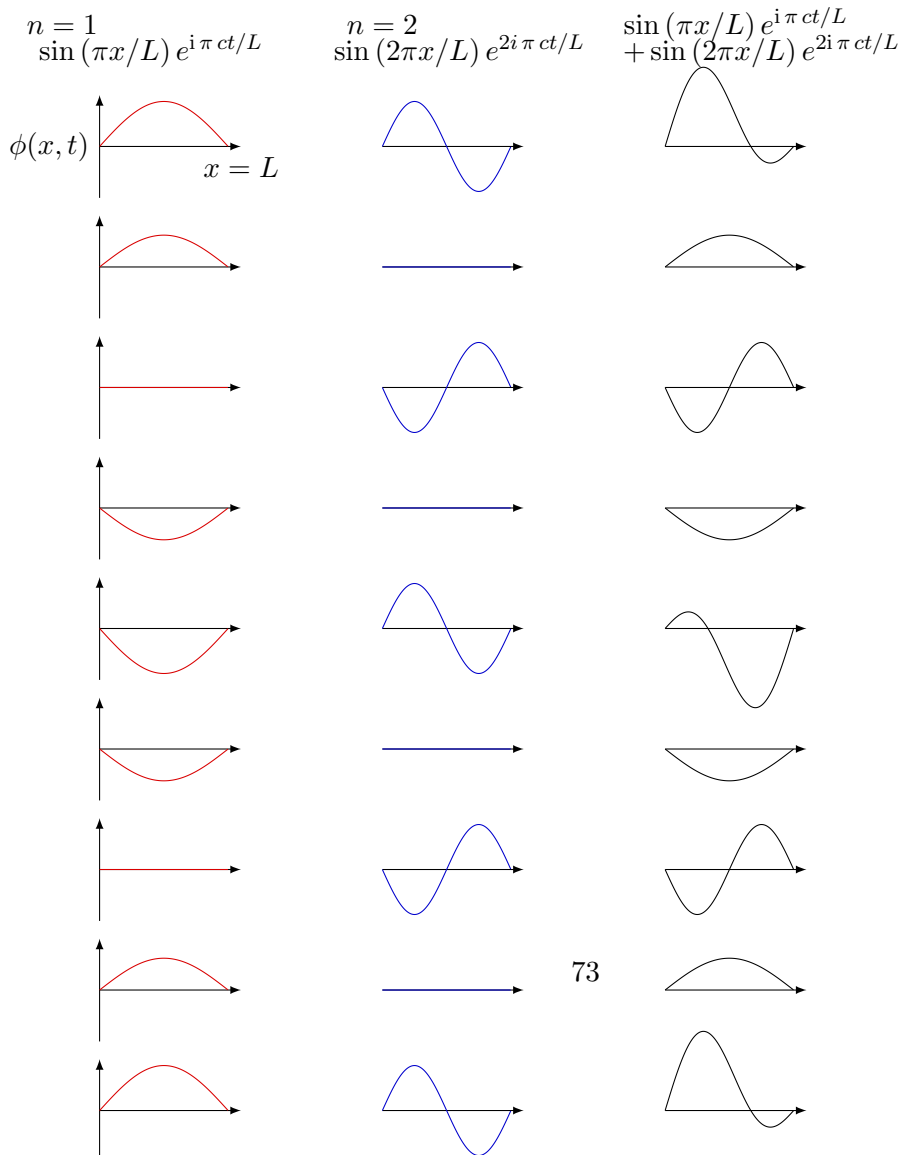 n = 1
sin (πx/L) e^{i π ct/L}
n = 2
sin (2πx/L) e^{2i π ct/L}
sin (πx/L) e^{i π ct/L}
+ sin (2πx/L) e^{2i π ct/L}
ϕ(x, t)
x = L
73